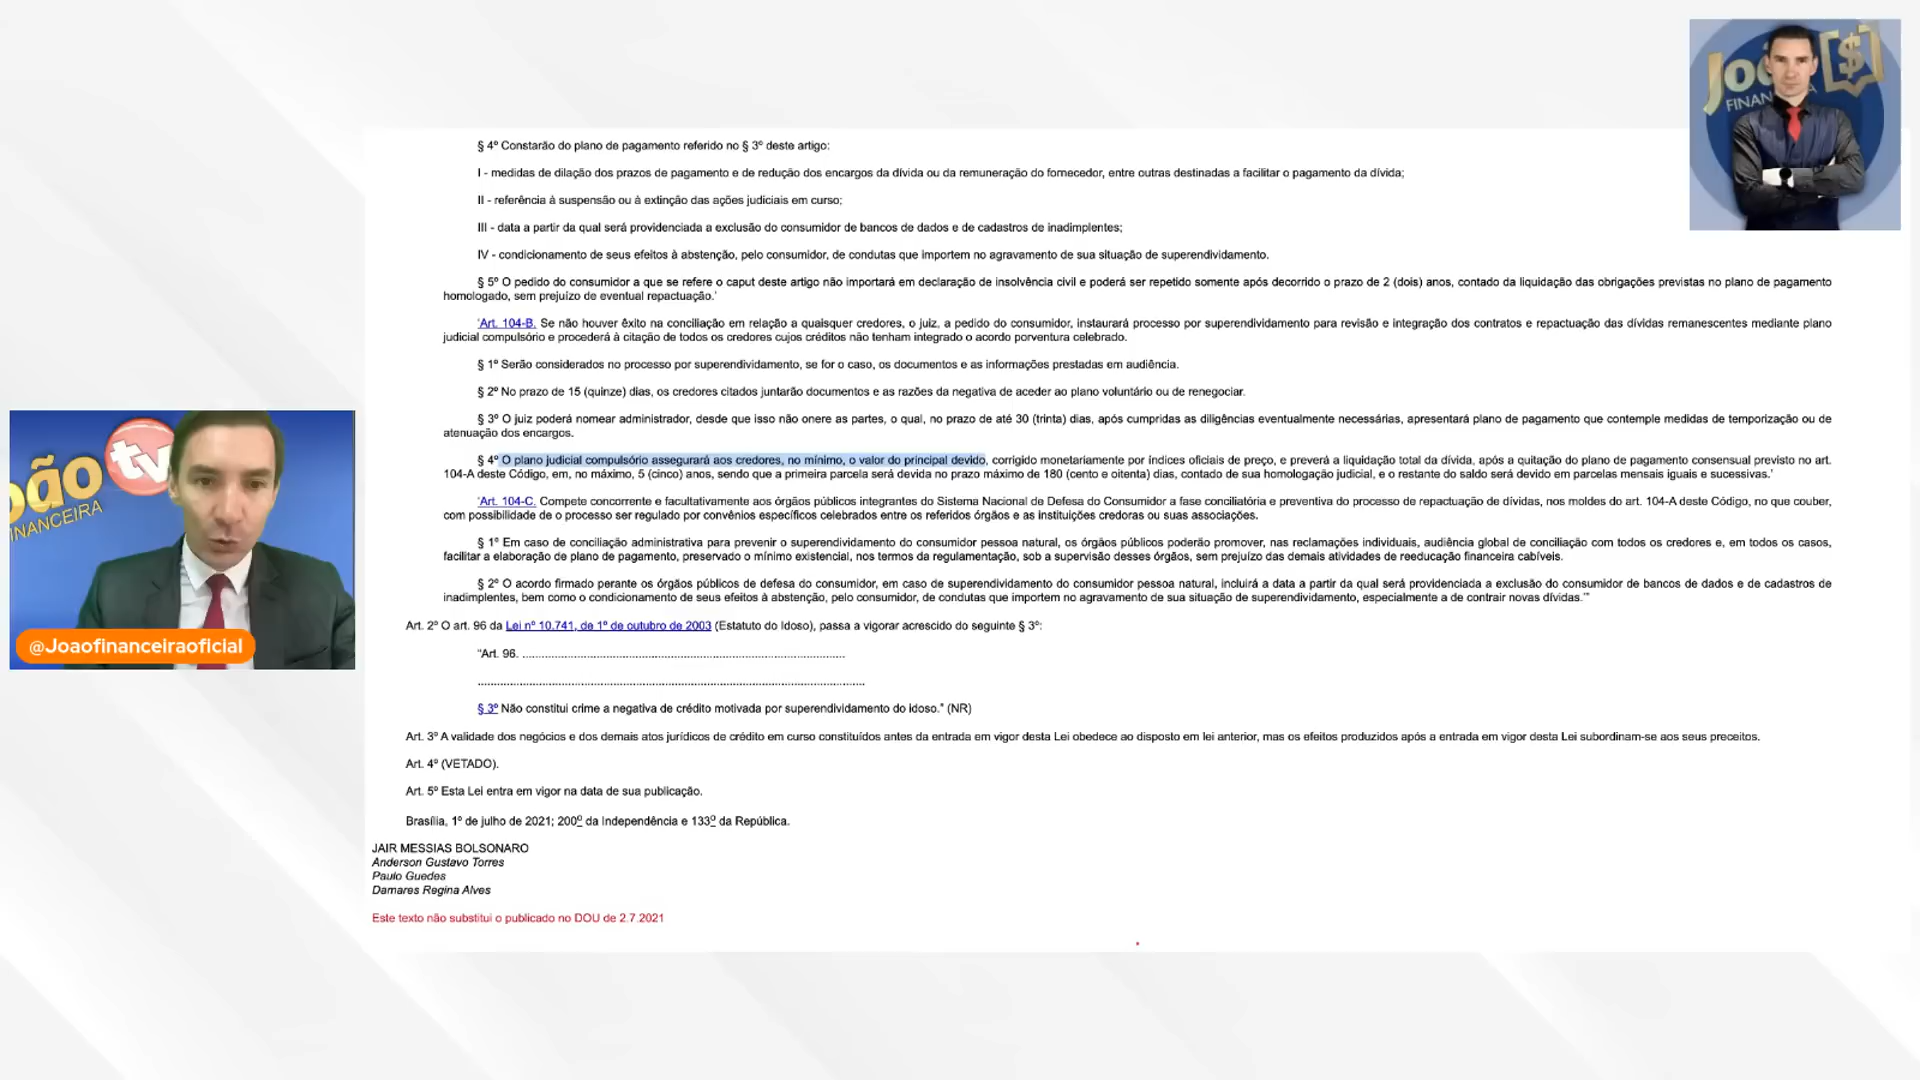 João
FINANCEIRA
$
§ 4º Constarão do plano de pagamento referido no § 3º deste artigo:
I - medidas de dilação dos prazos de pagamento e de redução dos encargos da dívida ou da remuneração do fornecedor, entre outras destinadas a facilitar o pagamento da dívida;
II - referência à suspensão ou à extinção das ações judiciais em curso;
III - data a partir da qual será providenciada a exclusão do consumidor de bancos de dados e de cadastros de inadimplentes;
IV - condicionamento de seus efeitos à abstenção, pelo consumidor, de condutas que importem no agravamento de sua situação de superendividamento.
§ 5º O pedido do consumidor a que se refere o caput deste artigo não importará em declaração de insolvência civil e poderá ser repetido somente após decorrido o prazo de 2 (dois) anos, contado da liquidação das obrigações previstas no plano de pagamento
homologado, sem prejuízo de eventual repactuação.'
'Art. 104-B. Se não houver êxito na conciliação em relação a quaisquer credores, o juiz, a pedido do consumidor, instaurará processo por superendividamento para revisão e integração dos contratos e repactuação das dívidas remanescentes mediante plano
judicial compulsório e procederá à citação de todos os credores cujos créditos não tenham integrado o acordo porventura celebrado.
§ 1º Serão considerados no processo por superendividamento, se for o caso, os documentos e as informações prestadas em audiência.
§ 2º No prazo de 15 (quinze) dias, os credores citados juntarão documentos e as razões da negativa de aceder ao plano voluntário ou de renegociar.
§ 3º O juiz poderá nomear administrador, desde que isso não onere as partes, o qual, no prazo de até 30 (trinta) dias, após cumpridas as diligências eventualmente necessárias, apresentará plano de pagamento que contemple medidas de temporização ou de
atenuação dos encargos.
§ 4º O plano judicial compulsório assegurará aos credores, no mínimo, o valor do principal devido, corrigido monetariamente por índices oficiais de preço, e preverá a liquidação total da dívida, após a quitação do plano de pagamento consensual previsto no art.
104-A deste Código, em, no máximo, 5 (cinco) anos, sendo que a primeira parcela será devida no prazo máximo de 180 (cento e oitenta) dias, contado de sua homologação judicial, e o restante do saldo será devido em parcelas mensais iguais e sucessivas.'
'Art. 104-C. Compete concorrente e facultativamente aos órgãos públicos integrantes do Sistema Nacional de Defesa do Consumidor a fase conciliatória e preventiva do processo de repactuação de dívidas, nos moldes do art. 104-A deste Código, no que couber,
com possibilidade de o processo ser regulado por convênios específicos celebrados entre os referidos órgãos e as instituições credoras ou suas associações.
§ 1º Em caso de conciliação administrativa para prevenir o superendividamento do consumidor pessoa natural, os órgãos públicos poderão promover, nas reclamações individuais, audiência global de conciliação com todos os credores e, em todos os casos,
facilitar a elaboração de plano de pagamento, preservado o mínimo existencial, nos termos da regulamentação, sob a supervisão desses órgãos, sem prejuízo das demais atividades de reeducação financeira cabíveis.
§ 2º O acordo firmado perante os órgãos públicos de defesa do consumidor, em caso de superendividamento do consumidor pessoa natural, incluirá a data a partir da qual será providenciada a exclusão do consumidor de bancos de dados e de cadastros de
inadimplentes, bem como o condicionamento de seus efeitos à abstenção, pelo consumidor, de condutas que importem no agravamento de sua situação de superendividamento, especialmente a de contrair novas dívidas.'"
Art. 2º O art. 96 da Lei nº 10.741, de 1º de outubro de 2003 (Estatuto do Idoso), passa a vigorar acrescido do seguinte § 3º:
"Art. 96. ....................................................................................................
........................................................................................................................
§ 3º Não constitui crime a negativa de crédito motivada por superendividamento do idoso." (NR)
Art. 3º A validade dos negócios e dos demais atos jurídicos de crédito em curso constituídos antes da entrada em vigor desta Lei obedece ao disposto em lei anterior, mas os efeitos produzidos após a entrada em vigor desta Lei subordinam-se aos seus preceitos.
Art. 4º (VETADO).
Art. 5º Esta Lei entra em vigor na data de sua publicação.
Brasília, 1º de julho de 2021; 200º da Independência e 133º da República.
JAIR MESSIAS BOLSONARO
Anderson Gustavo Torres
Paulo Guedes
Damares Regina Alves
Este texto não substitui o publicado no DOU de 2.7.2021
oão tv
INANCEIRA
@Joaofinanceiraoficial